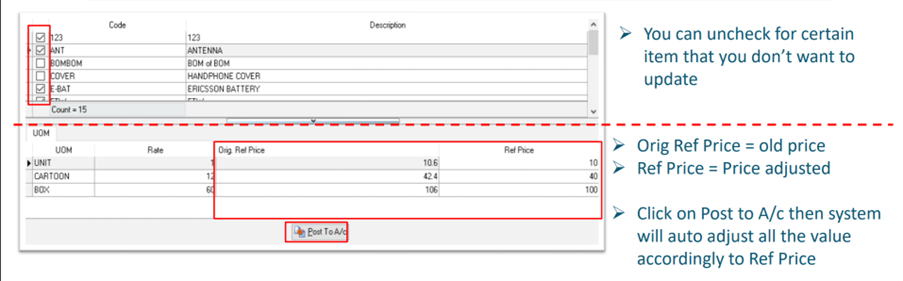 Code Description
123 123
ANT ANTENNA
BOMBOM BOM of BOM
COVER HANDPHONE COVER
E-BAT ERICSSON BATTERY
Count = 15
UOM
UOM Rate Orig. Ref Price Ref Price
UNIT 1 10.6 10
CARTOON 12 42.4 40
BOX 60 106 100
Post To A/c
➢ You can uncheck for certain
item that you don't want to
update
➢ Orig Ref Price = old price
➢ Ref Price = Price adjusted
➢ Click on Post to A/c then system
will auto adjust all the value
accordingly to Ref Price